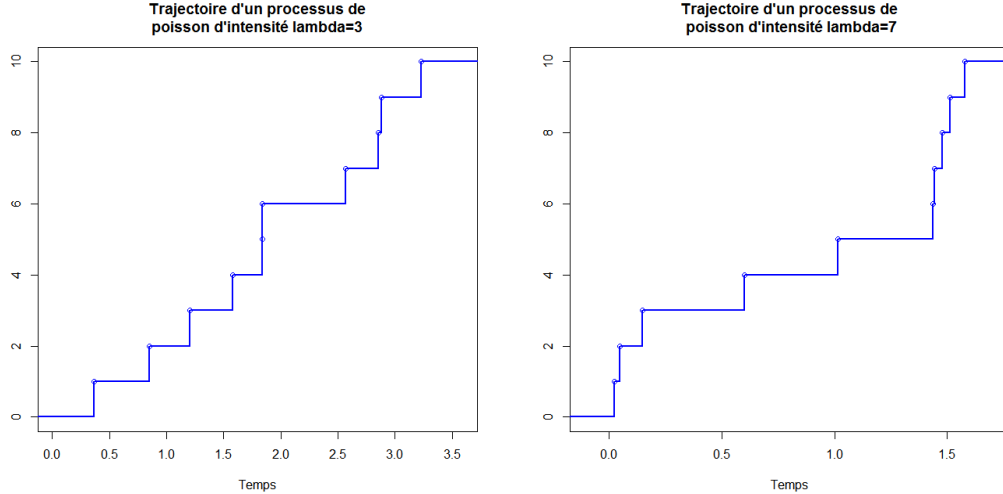 Trajectoire d'un processus de
poisson d'intensité lambda=3
10
8
6
4
2
0
0.0 0.5 1.0 1.5 2.0 2.5 3.0 3.5
Temps
Trajectoire d'un processus de
poisson d'intensité lambda=7
10
8
6
4
2
0
0.0 0.5 1.0 1.5
Temps